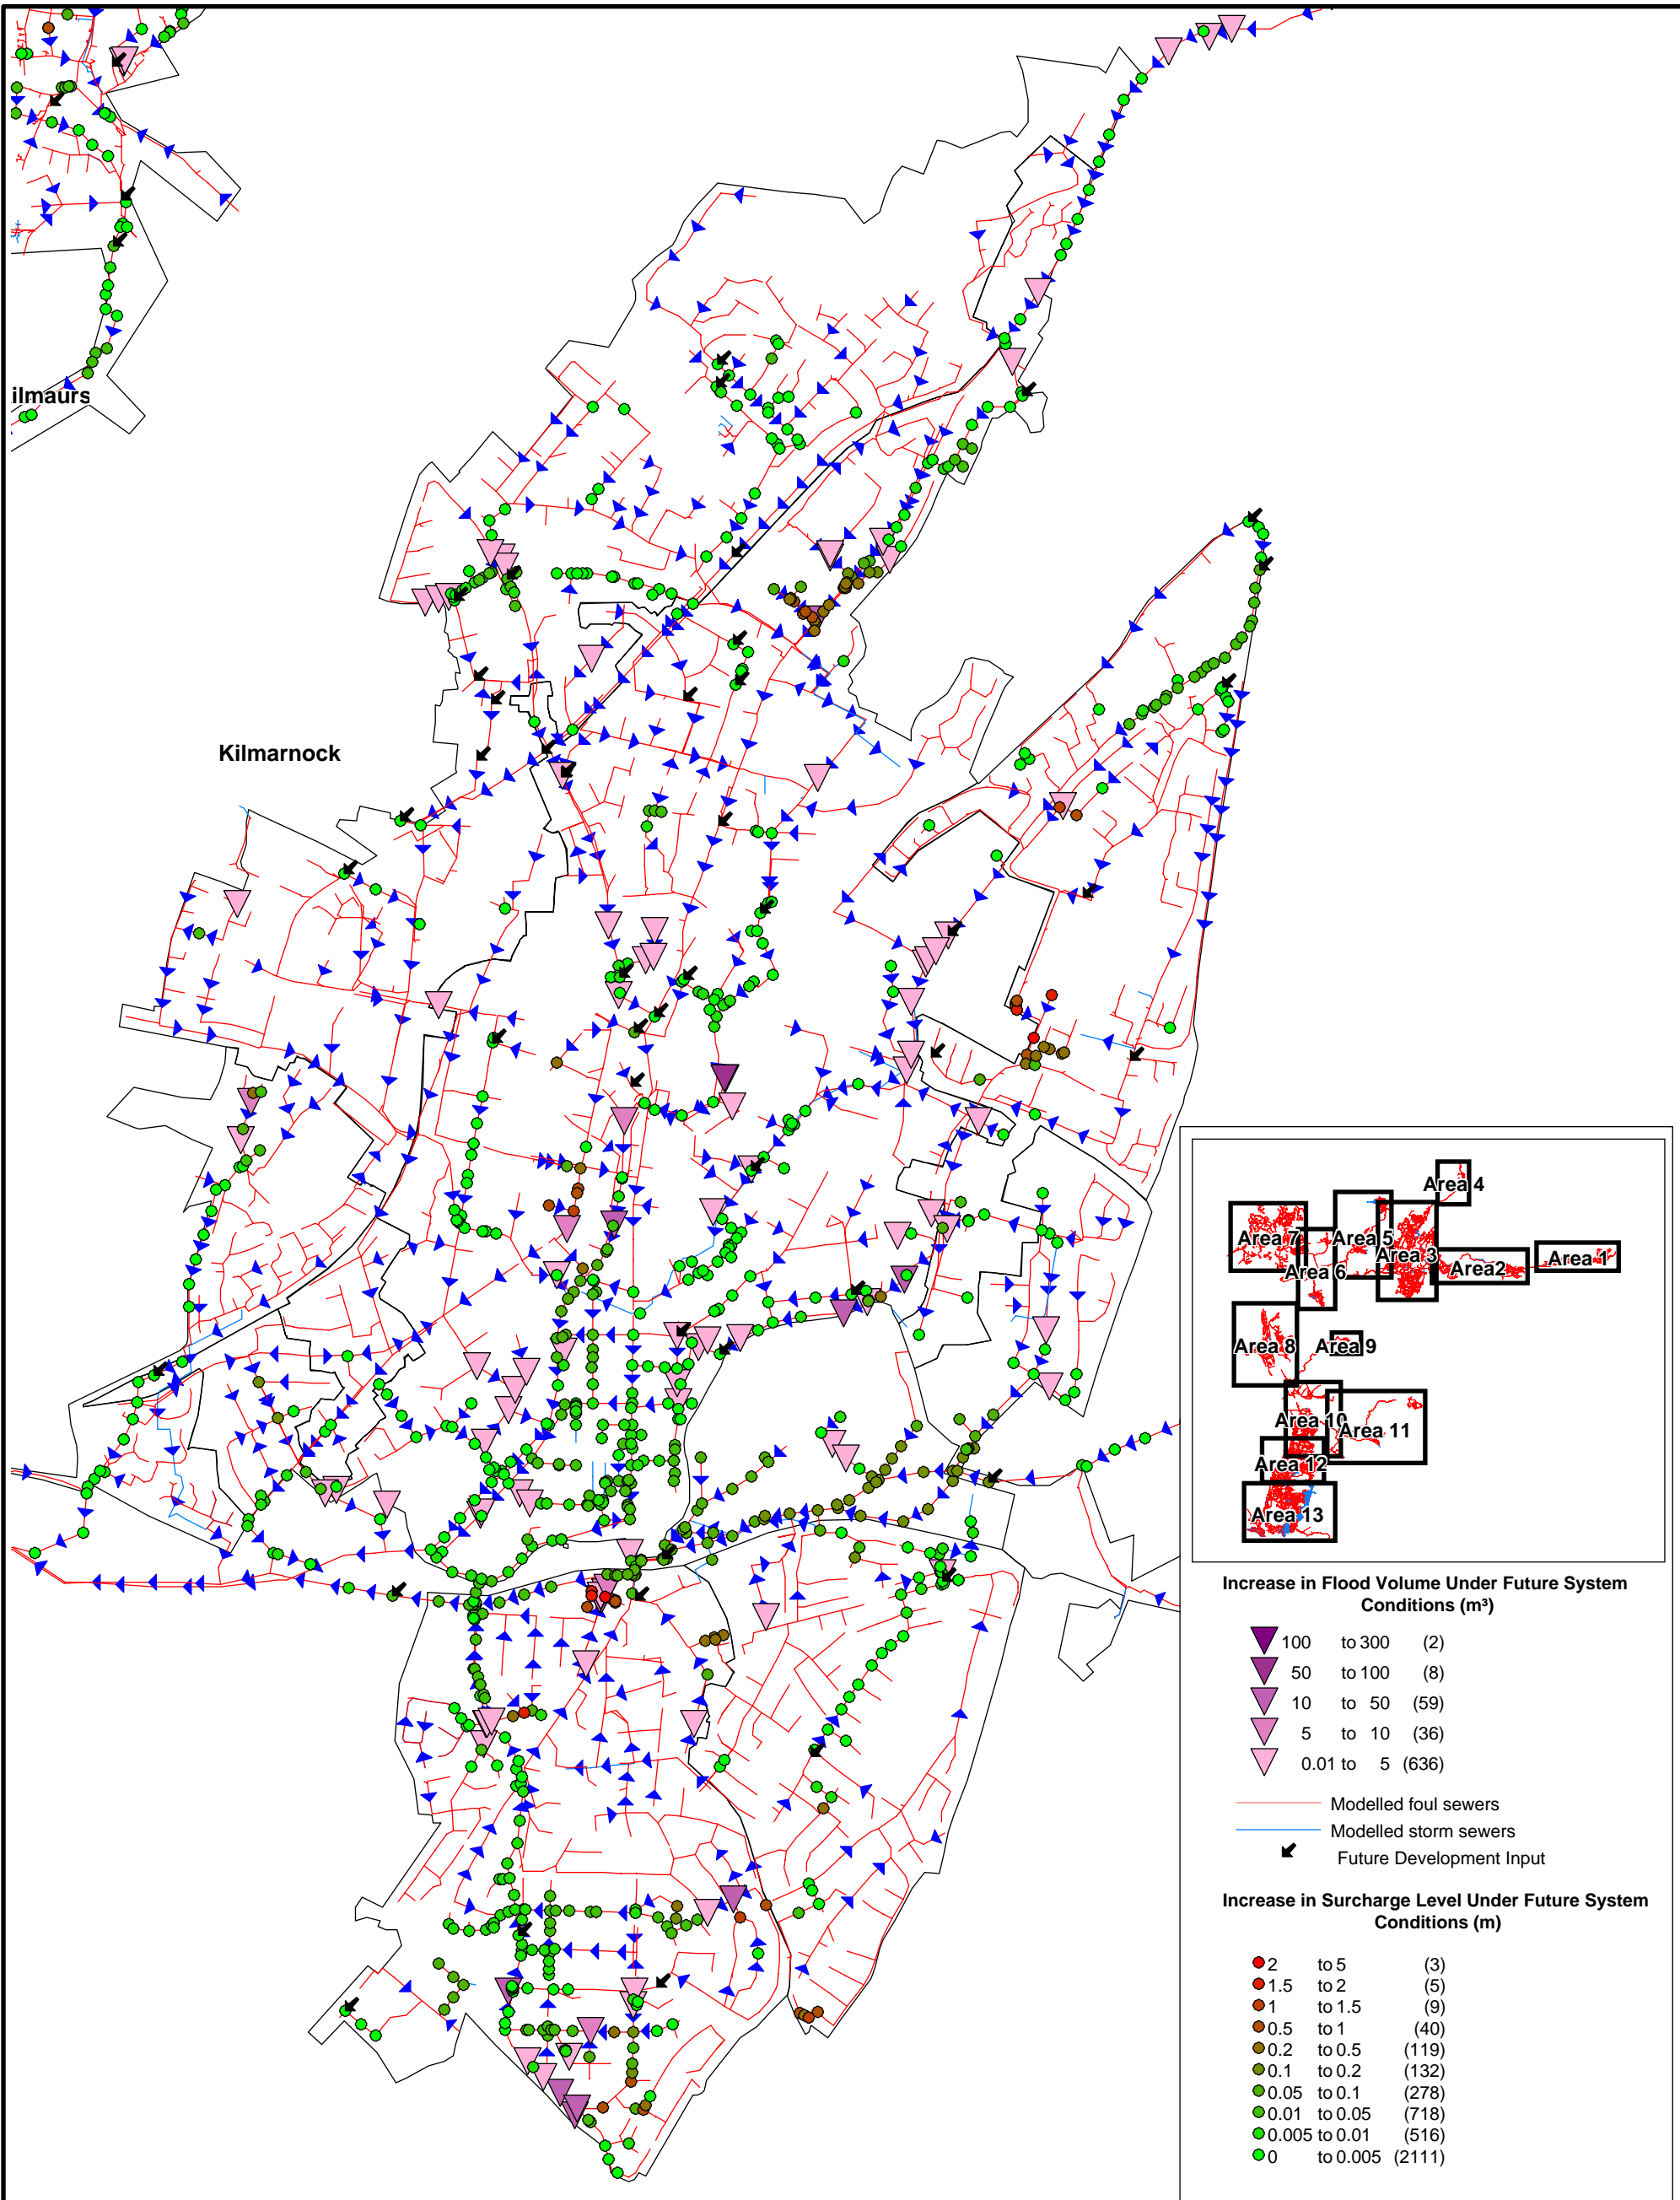 ilmaurs
Kilmarnock
Area 4
Area 7
Area 5
Area 3
Area 6
Area2
Area 1
Area 8
Area 9
Area 10
Area 11
Area 12
Area 13
Increase in Flood Volume Under Future System
Conditions (m³)
100 to 300 (2)
50 to 100 (8)
10 to 50 (59)
5 to 10 (36)
0.01 to 5 (636)
Modelled foul sewers
Modelled storm sewers
Future Development Input
Increase in Surcharge Level Under Future System
Conditions (m)
2 to 5 (3)
1.5 to 2 (5)
1 to 1.5 (9)
0.5 to 1 (40)
0.2 to 0.5 (119)
0.1 to 0.2 (132)
0.05 to 0.1 (278)
0.01 to 0.05 (718)
0.005 to 0.01 (516)
0 to 0.005 (2111)